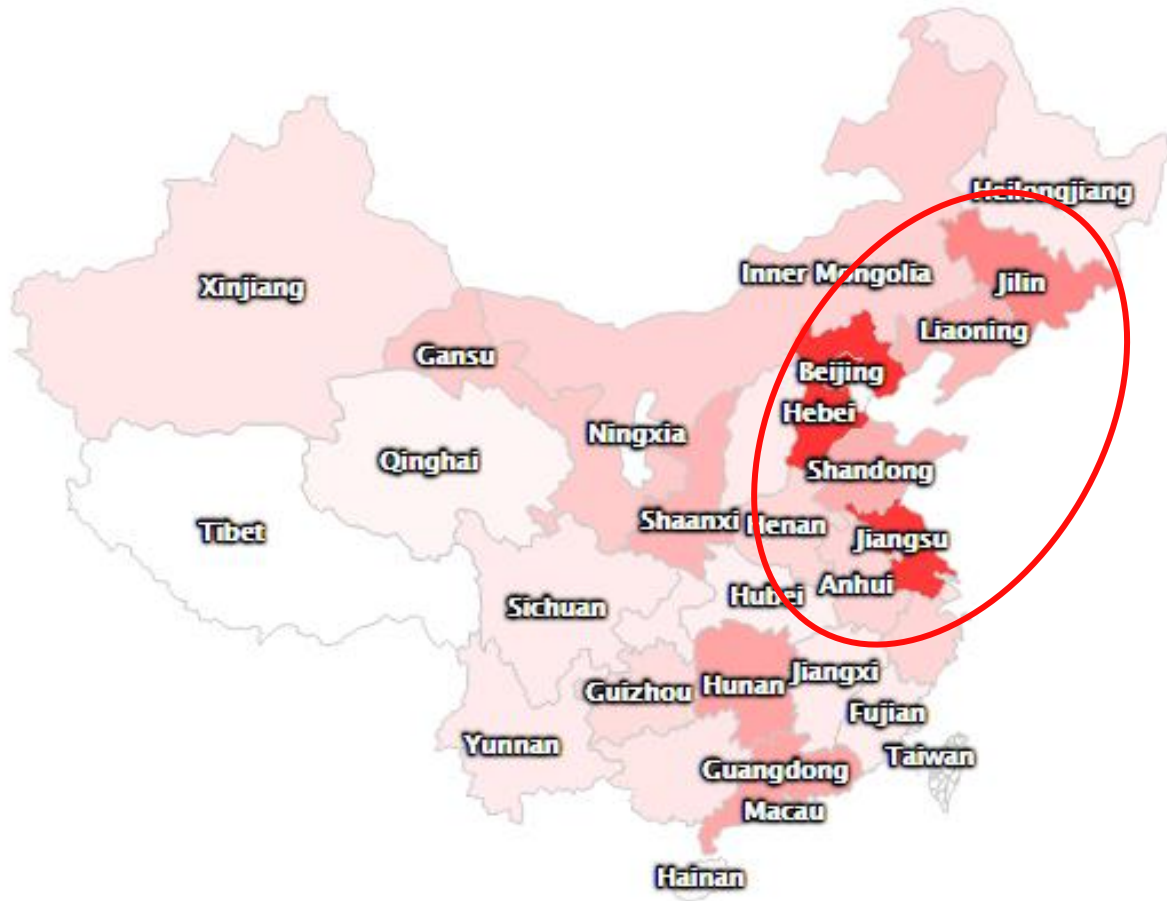 Heilongjiang
Xinjiang
Inner Mongolia
Jilin
Liaoning
Gansu
Beijing
Hebei
Ningxia
Qinghai
Shandong
Tibet
Shaanxi
Henan
Jiangsu
Anhui
Hubei
Sichuan
Jiangxi
Guizhou
Hunan
Fujian
Yunnan
Taiwan
Guangdong
Macau
Hainan